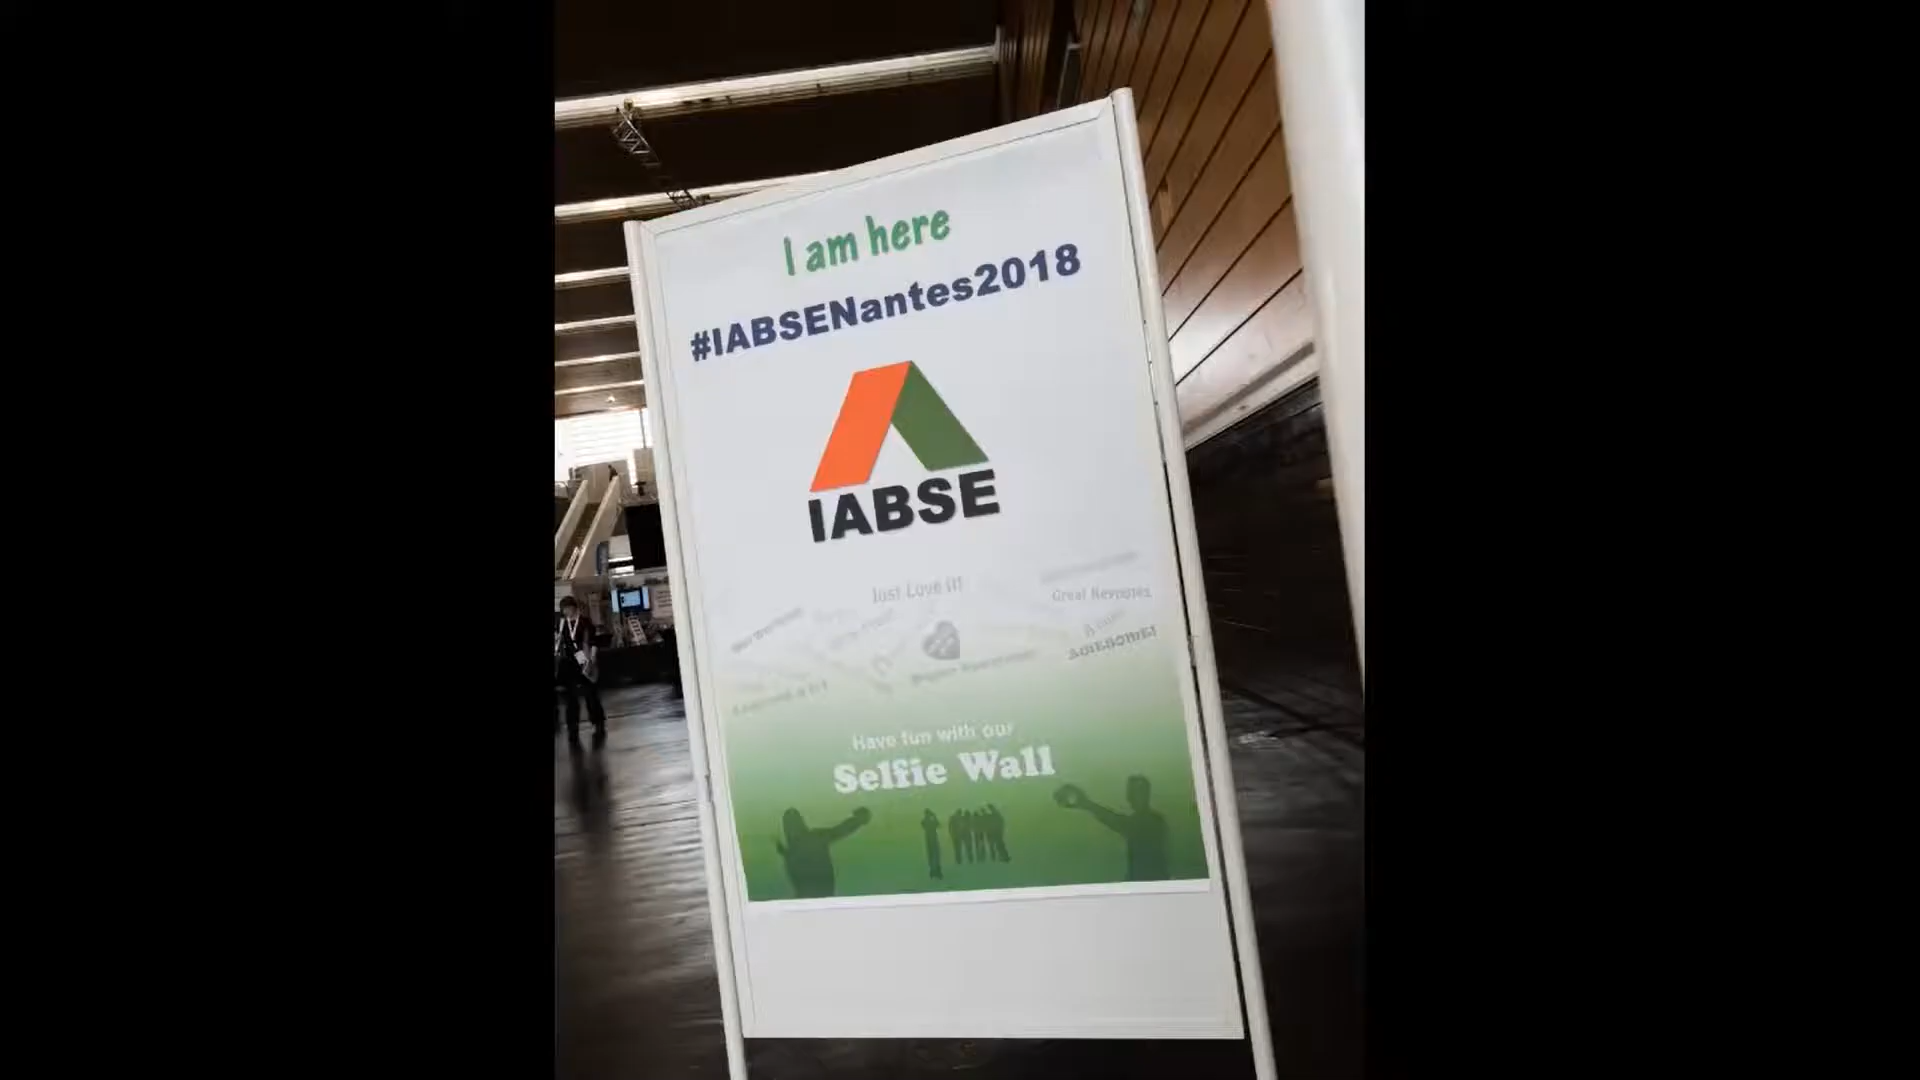 I am here
#IABSENantes2018
IABSE
Just Love it!
Great Keynotes
Have fun with our
Selfie Wall